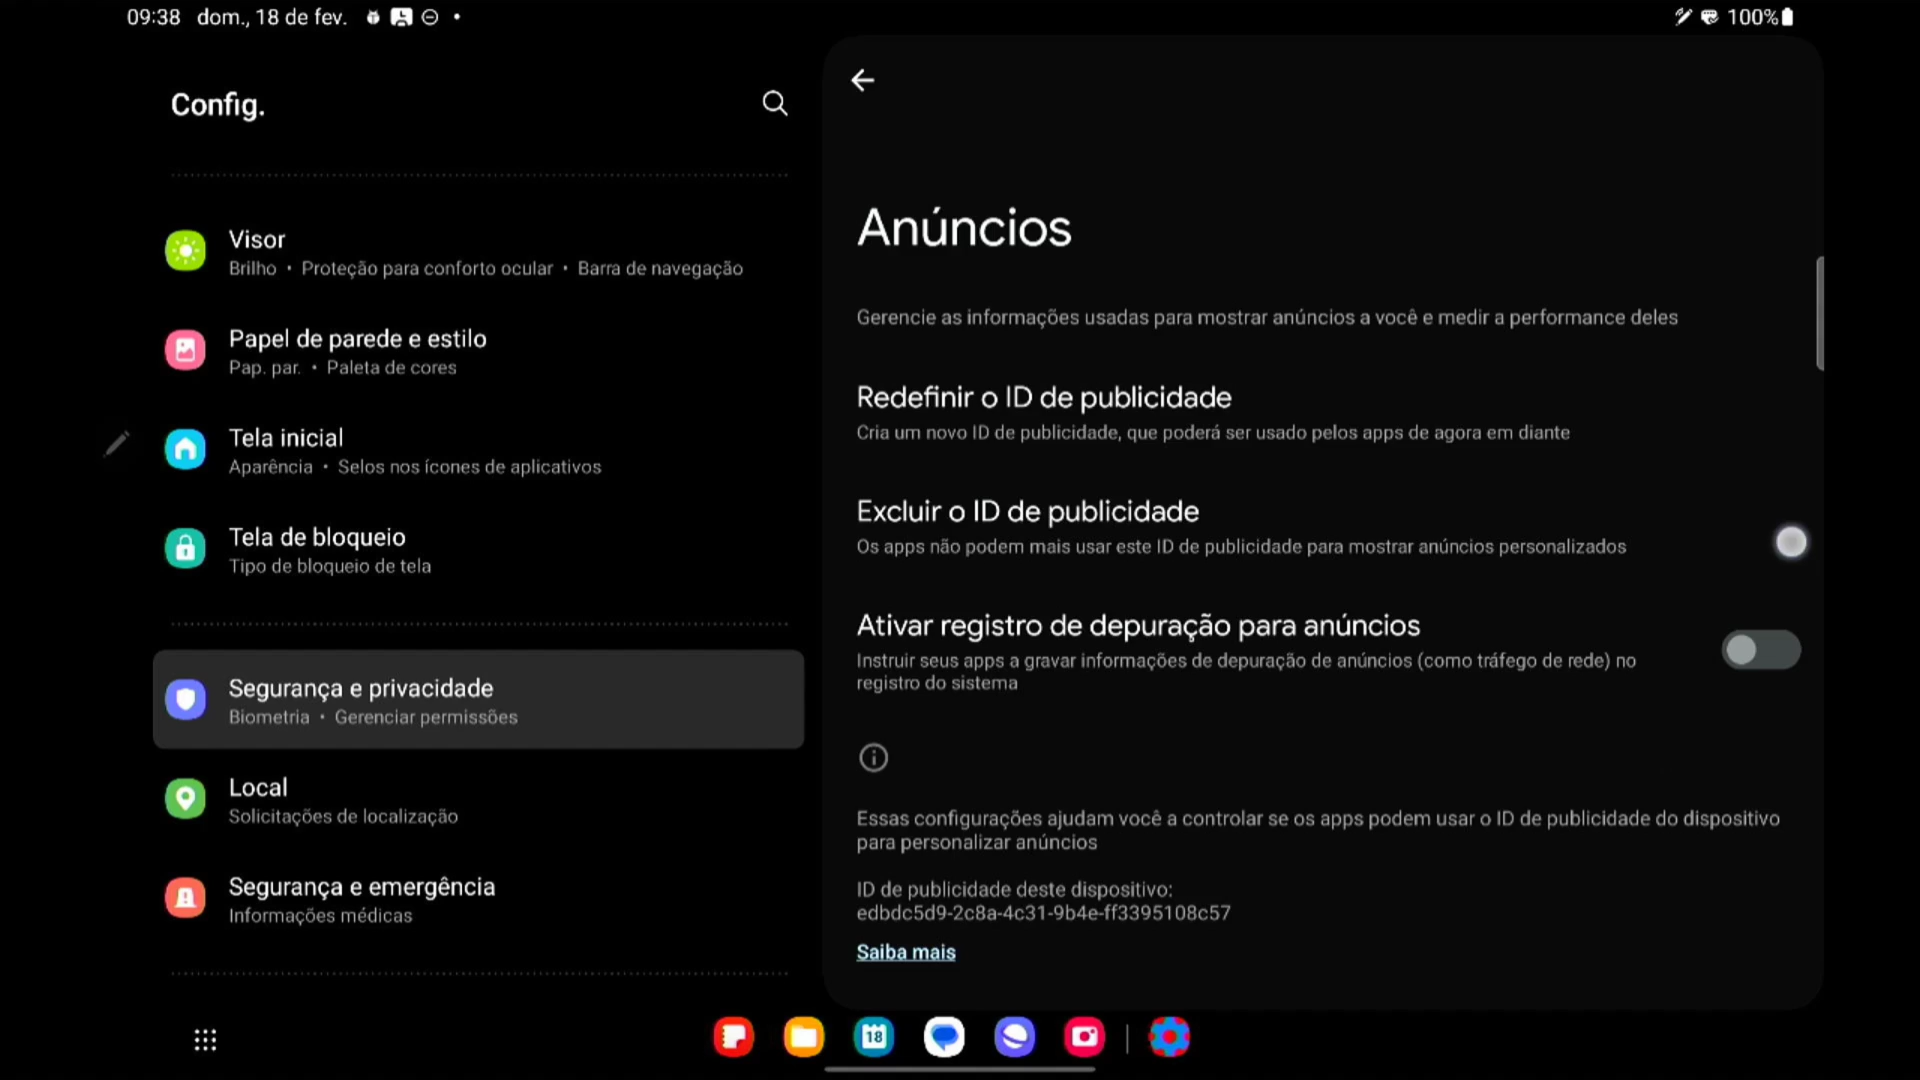 09:38 dom., 18 de fev.
100%
Config.
Visor
Brilho • Proteção para conforto ocular • Barra de navegação
Papel de parede e estilo
Pap. par. • Paleta de cores
Tela inicial
Aparência • Selos nos ícones de aplicativos
Tela de bloqueio
Tipo de bloqueio de tela
Segurança e privacidade
Biometria • Gerenciar permissões
Local
Solicitações de localização
Segurança e emergência
Informações médicas
Anúncios
Gerencie as informações usadas para mostrar anúncios a você e medir a performance deles
Redefinir o ID de publicidade
Cria um novo ID de publicidade, que poderá ser usado pelos apps de agora em diante
Excluir o ID de publicidade
Os apps não podem mais usar este ID de publicidade para mostrar anúncios personalizados
Ativar registro de depuração para anúncios
Instruir seus apps a gravar informações de depuração de anúncios (como tráfego de rede) no
registro do sistema
Essas configurações ajudam você a controlar se os apps podem usar o ID de publicidade do dispositivo
para personalizar anúncios
ID de publicidade deste dispositivo:
edbdc5d9-2c8a-4c31-9b4e-ff3395108c57
Saiba mais
18